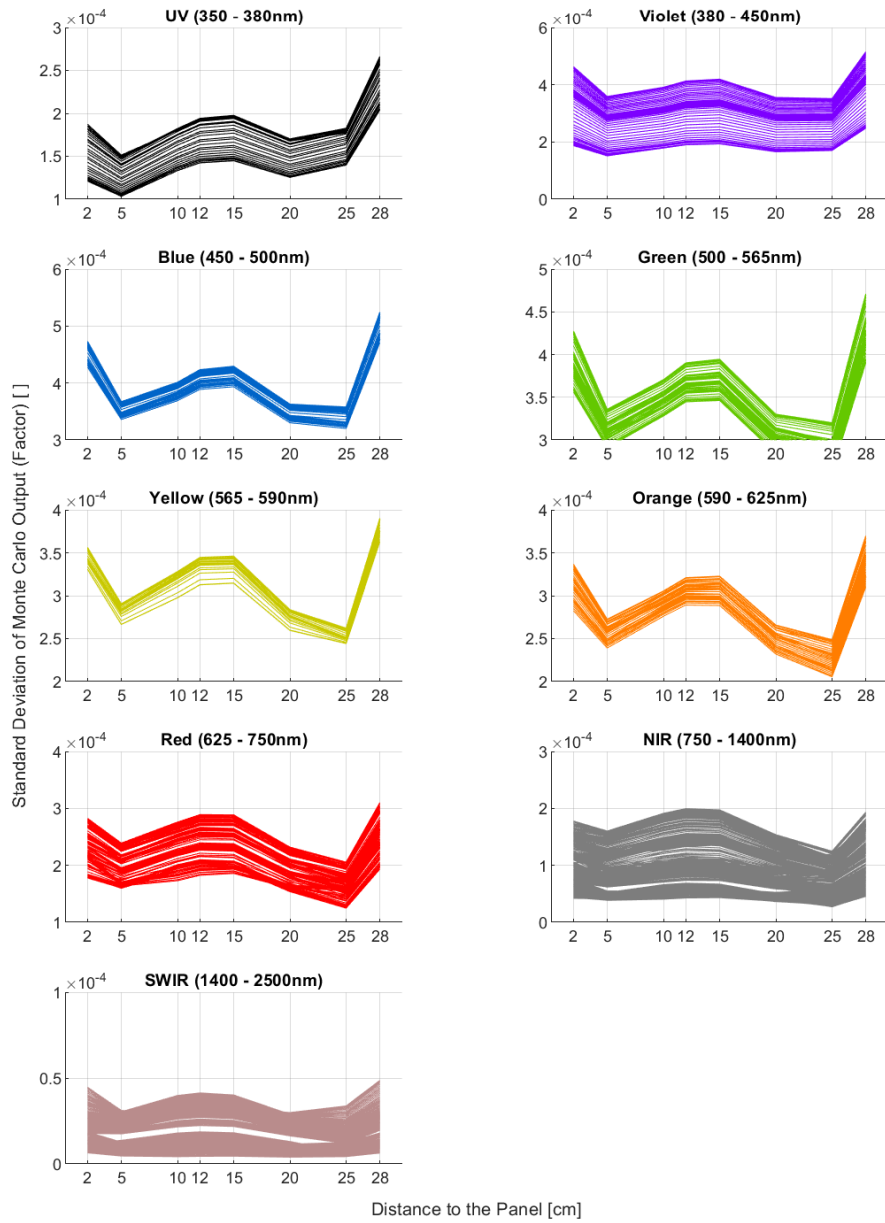 UV (350 - 380nm)
×10⁻⁴
3
2.5
2
1.5
1
2 5 10 12 15 20 25 28
Violet (380 - 450nm)
×10⁻⁴
6
4
2
0
2 5 10 12 15 20 25 28
Blue (450 - 500nm)
×10⁻⁴
6
5
4
3
2 5 10 12 15 20 25 28
Green (500 - 565nm)
×10⁻⁴
5
4.5
4
3.5
3
2 5 10 12 15 20 25 28
Yellow (565 - 590nm)
×10⁻⁴
4
3.5
3
2.5
2
2 5 10 12 15 20 25 28
Orange (590 - 625nm)
×10⁻⁴
4
3.5
3
2.5
2
2 5 10 12 15 20 25 28
Red (625 - 750nm)
×10⁻⁴
4
3
2
1
2 5 10 12 15 20 25 28
NIR (750 - 1400nm)
×10⁻⁴
3
2
1
0
2 5 10 12 15 20 25 28
SWIR (1400 - 2500nm)
×10⁻⁴
1
0.5
0
2 5 10 12 15 20 25 28
Standard Deviation of Monte Carlo Output (Factor) [ ]
Distance to the Panel [cm]